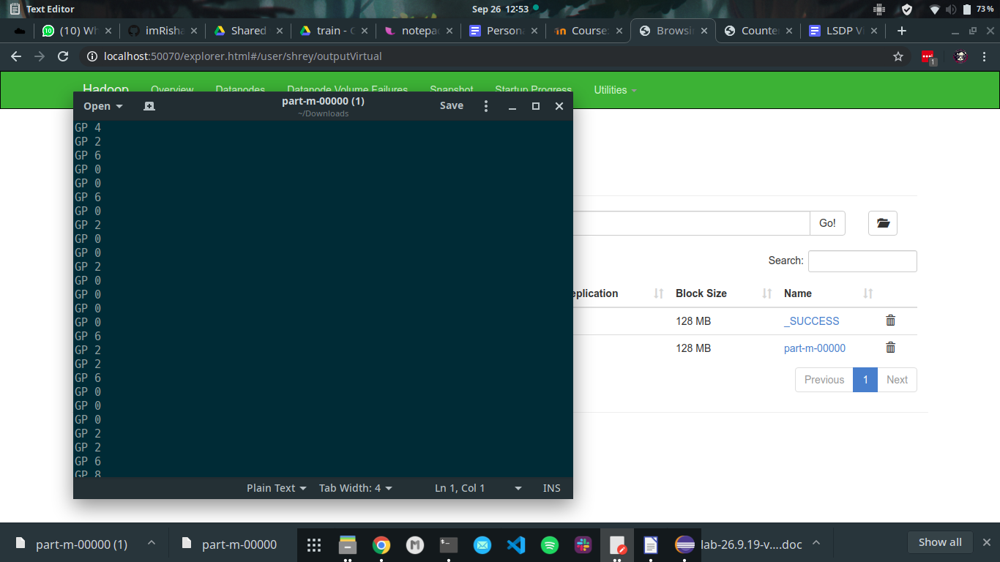 Text Editor
Sep 26 12:53
73 %
(10) Wh
imRisha
Shared
train - G
notepa
Persona
Course:
Browsi
Counte
LSDP Vi
localhost:50070/explorer.html#/user/shrey/outputVirtual
1
Hadoop
Overview
Datanodes
Datanode Volume Failures
Snapshot
Startup Progress
Utilities
Open
part-m-00000 (1)
~/Downloads
Save
GP 4
GP 2
GP 6
GP 0
GP 0
GP 6
GP 0
GP 2
GP 0
GP 0
GP 2
GP 0
GP 0
GP 0
GP 0
GP 6
GP 2
GP 2
GP 6
GP 0
GP 0
GP 0
GP 2
GP 2
GP 6
GP 8
Plain Text
Tab Width: 4
Ln 1, Col 1
INS
Go!
Search:
eplication
Block Size
Name
128 MB
_SUCCESS
128 MB
part-m-00000
Previous
1
Next
part-m-00000 (1)
part-m-00000
lab-26.9.19-v....doc
Show all